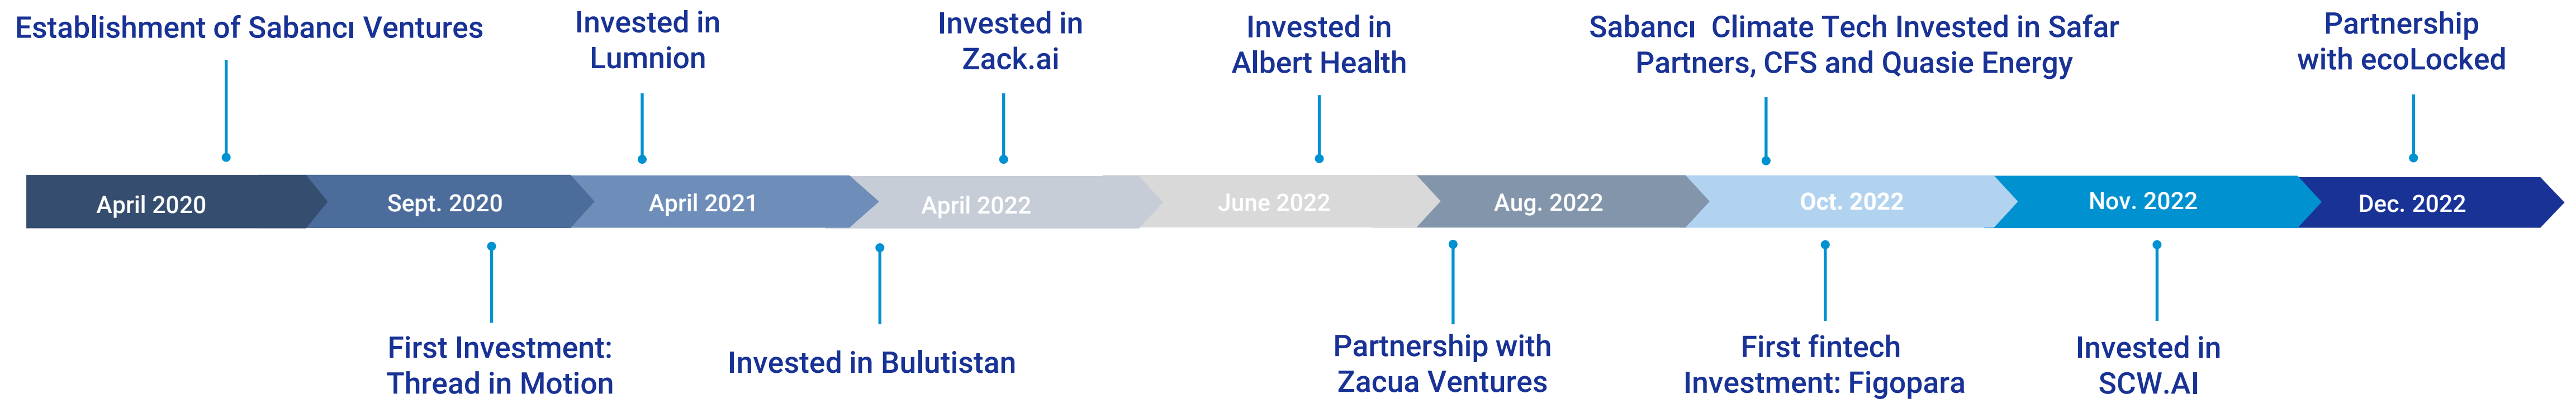 Establishment of Sabancı Ventures
Invested in
Lumnion
Invested in
Zack.ai
Invested in
Albert Health
Sabancı  Climate Tech Invested in Safar
Partners, CFS and Quasie Energy
Partnership
with ecoLocked
April 2020
Sept. 2020
April 2021
April 2022
June 2022
Aug. 2022
Oct. 2022
Nov. 2022
Dec. 2022
First Investment:
Thread in Motion
Invested in Bulutistan
Partnership with
Zacua Ventures
First fintech
Investment: Figopara
Invested in
SCW.AI